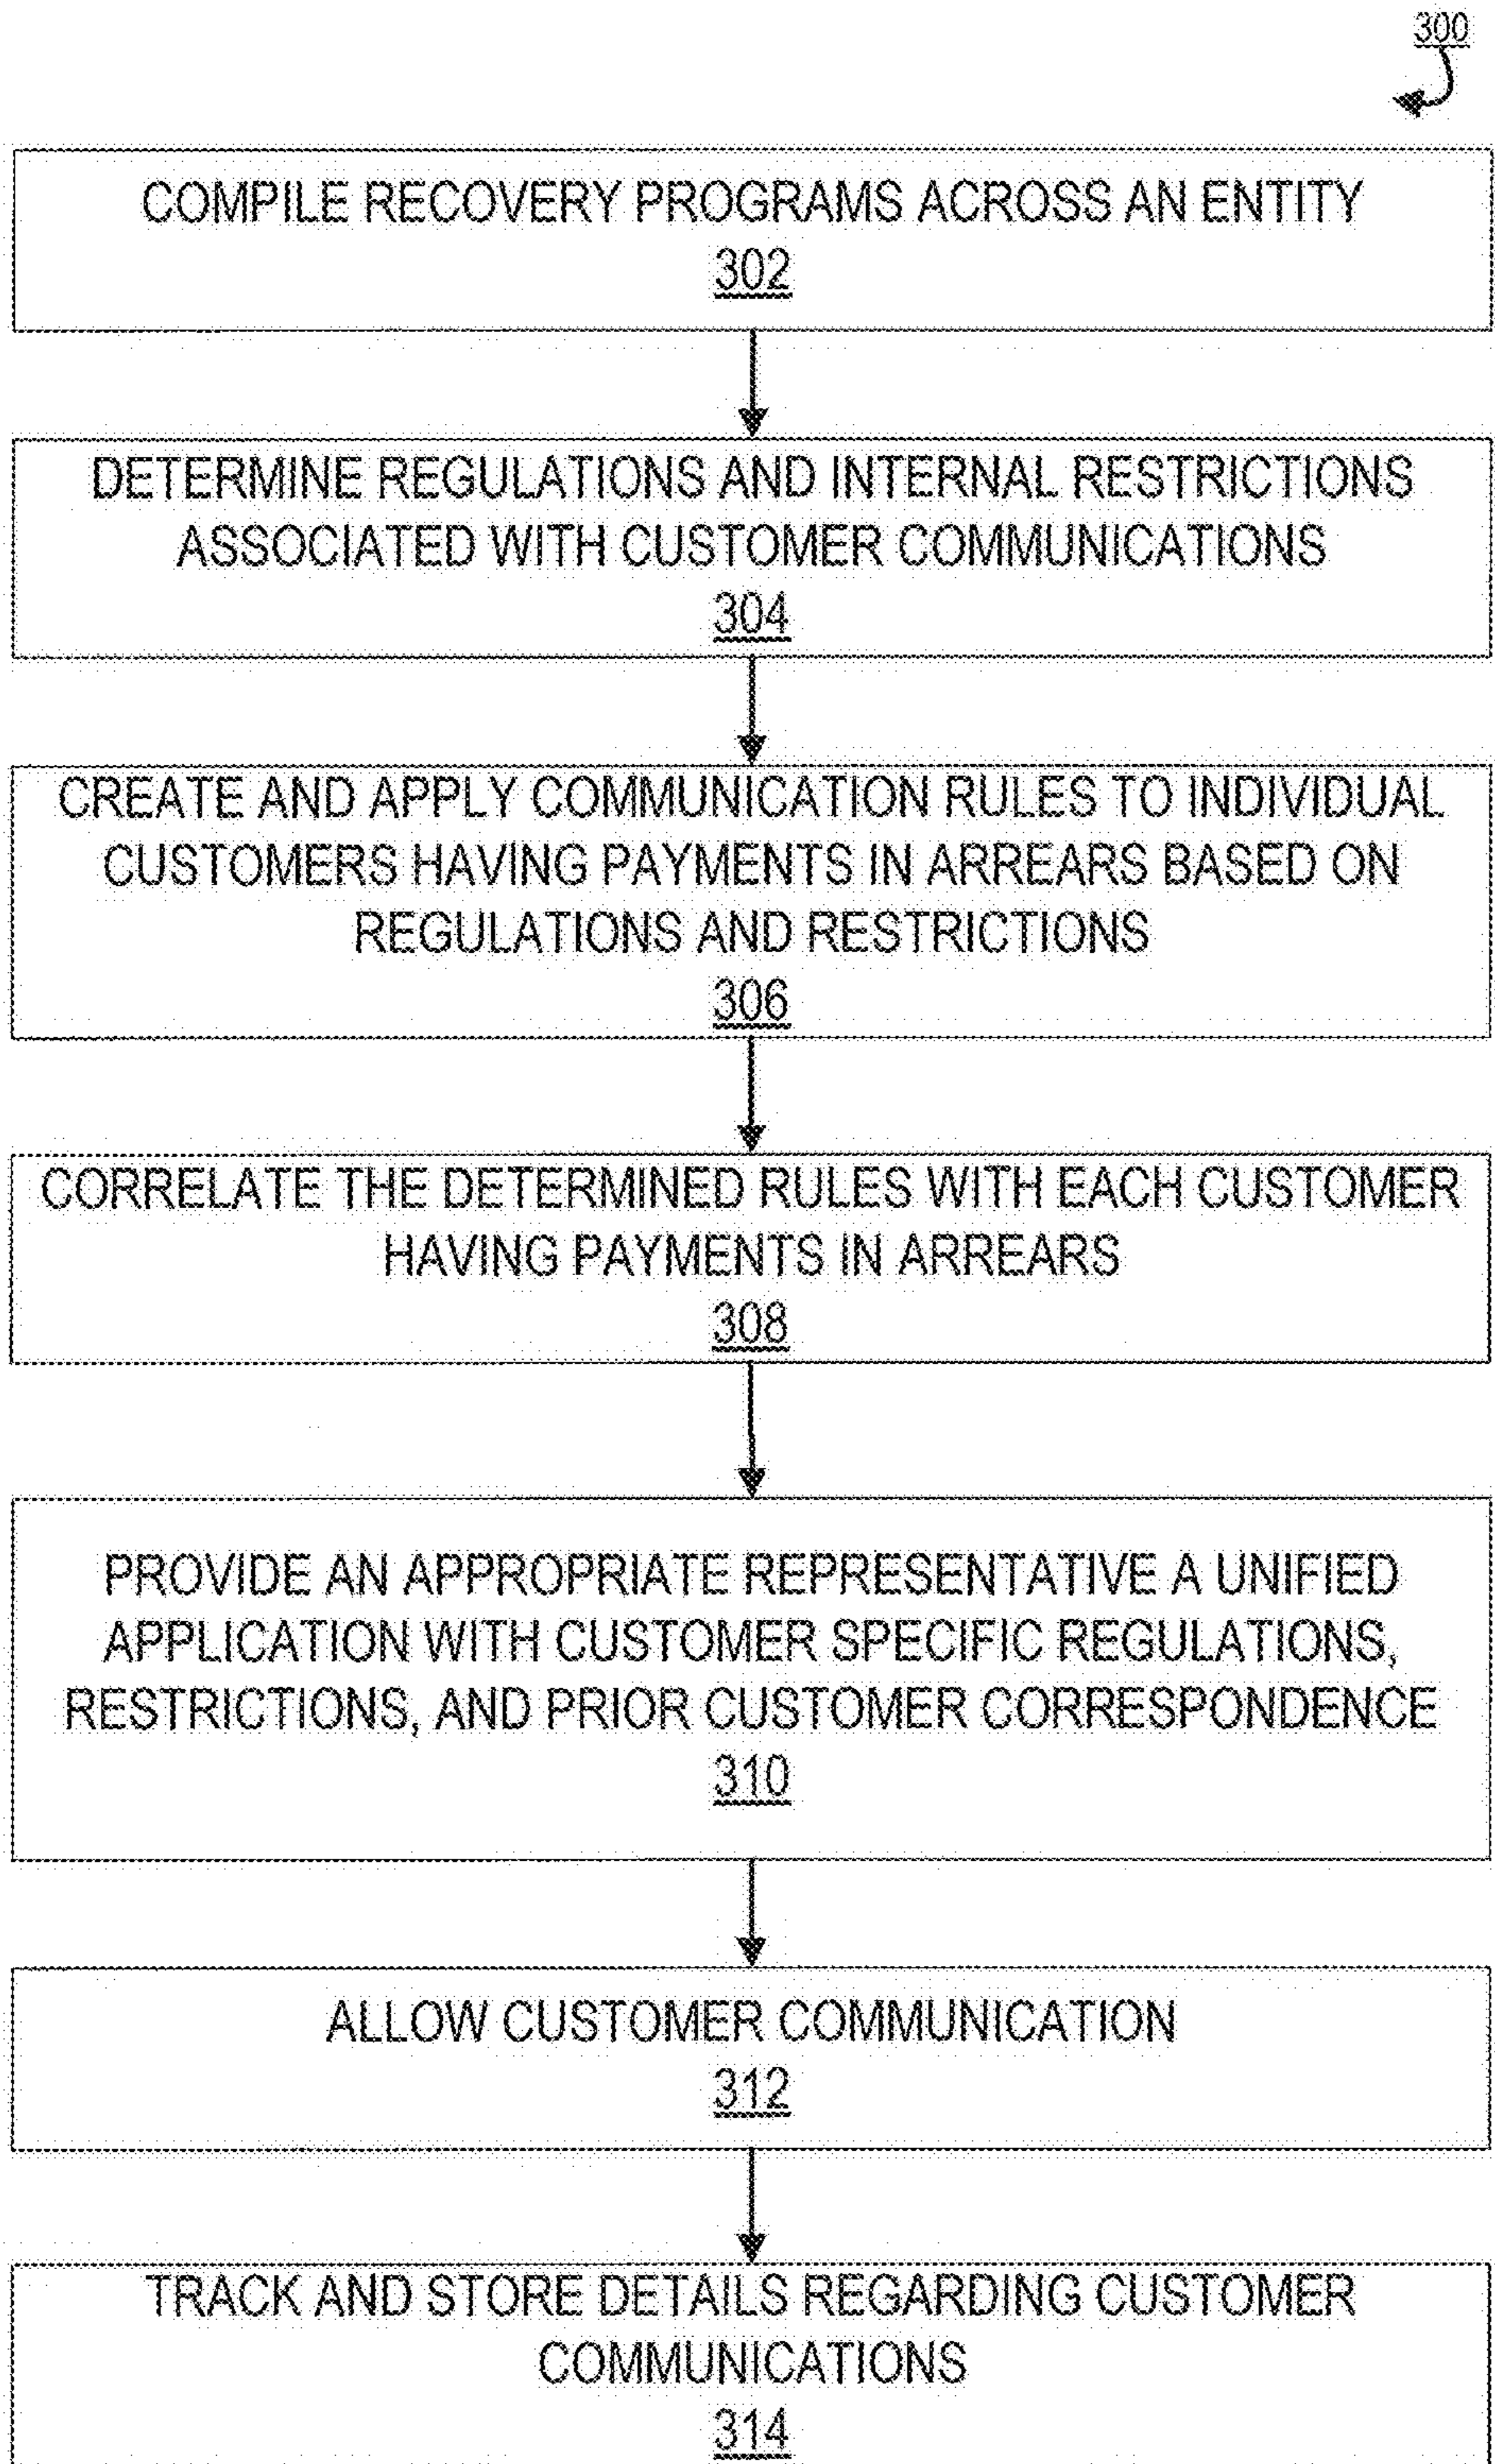 300
COMPILE RECOVERY PROGRAMS ACROSS AN ENTITY
302
DETERMINE REGULATIONS AND INTERNAL RESTRICTIONS
ASSOCIATED WITH CUSTOMER COMMUNICATIONS
304
CREATE AND APPLY COMMUNICATION RULES TO INDIVIDUAL
CUSTOMERS HAVING PAYMENTS IN ARREARS BASED ON
REGULATIONS AND RESTRICTIONS
306
CORRELATE THE DETERMINED RULES WITH EACH CUSTOMER
HAVING PAYMENTS IN ARREARS
308
PROVIDE AN APPROPRIATE REPRESENTATIVE A UNIFIED
APPLICATION WITH CUSTOMER SPECIFIC REGULATIONS,
RESTRICTIONS, AND PRIOR CUSTOMER CORRESPONDENCE
310
ALLOW CUSTOMER COMMUNICATION
312
TRACK AND STORE DETAILS REGARDING CUSTOMER
COMMUNICATIONS
314